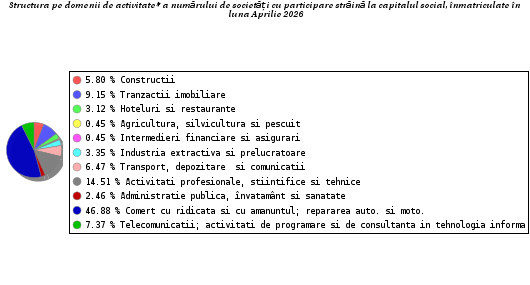 Structura pe domenii de activitate* a numărului de societăți cu participare străină la capitalul social, înmatriculate în
luna Aprilie 2026
5.80 % Constructii
9.15 % Tranzactii imobiliare
3.12 % Hoteluri si restaurante
0.45 % Agricultura, silvicultura si pescuit
0.45 % Intermedieri financiare si asigurari
3.35 % Industria extractiva si prelucratoare
6.47 % Transport, depozitare si comunicatii
14.51 % Activitati profesionale, stiintifice si tehnice
2.46 % Administratie publica, învatamânt si sanatate
46.88 % Comert cu ridicata si cu amanuntul; repararea auto. si moto.
7.37 % Telecomunicatii; activitati de programare si de consultanta in tehnologia informa